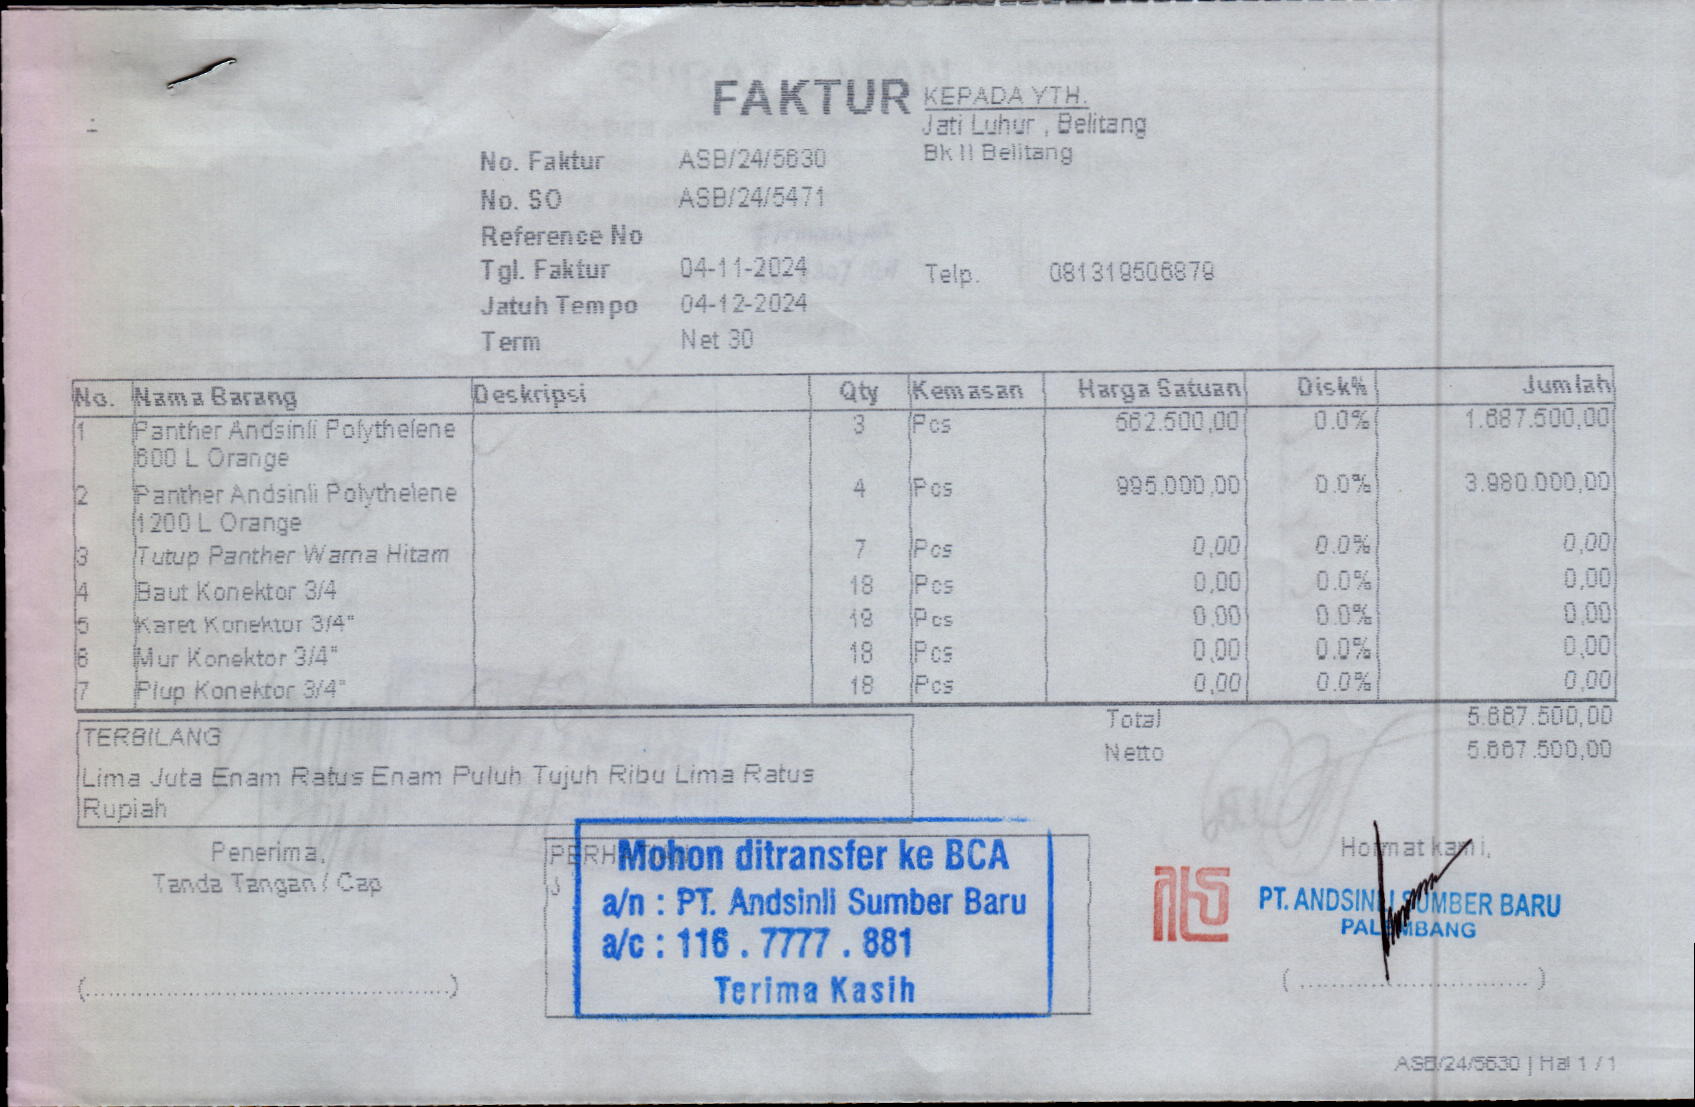 FAKTUR
KEPADA YTH.
Jati Luhur , Belitang
Bk II Belitang
No. Faktur ASB/24/5630
No. SO ASB/24/5471
Reference No
Tgl. Faktur 04-11-2024 Telp. 081319506879
Jatuh Tempo 04-12-2024
Term Net 30
No. Nama Barang Deskripsi Qty Kemasan Harga Satuan Disk% Jumlah
1 Panther Andsinli Polythelene 3 Pcs 562.500,00 0.0% 1.687.500,00
600 L Orange
2 Panther Andsinli Polythelene 4 Pcs 995.000,00 0.0% 3.980.000,00
1200 L Orange
3 Tutup Panther Warna Hitam 7 Pcs 0,00 0.0% 0,00
4 Baut Konektor 3/4 18 Pcs 0,00 0.0% 0,00
5 Karet Konektor 3/4" 18 Pcs 0,00 0.0% 0,00
6 Mur Konektor 3/4" 18 Pcs 0,00 0.0% 0,00
7 Plup Konektor 3/4" 18 Pcs 0,00 0.0% 0,00
Total 5.667.500,00
Netto 5.667.500,00
TERBILANG
Lima Juta Enam Ratus Enam Puluh Tujuh Ribu Lima Ratus
Rupiah
Penerima,
Tanda Tangan / Cap
(................................................)
Mohon ditransfer ke BCA
a/n : PT. Andsinli Sumber Baru
a/c : 116 . 7777 . 881
Terima Kasih
Hormat kami,
PT. ANDSINLI SUMBER BARU
PALEMBANG
( .............................. )
ASB/24/5630 | Hal 1 / 1